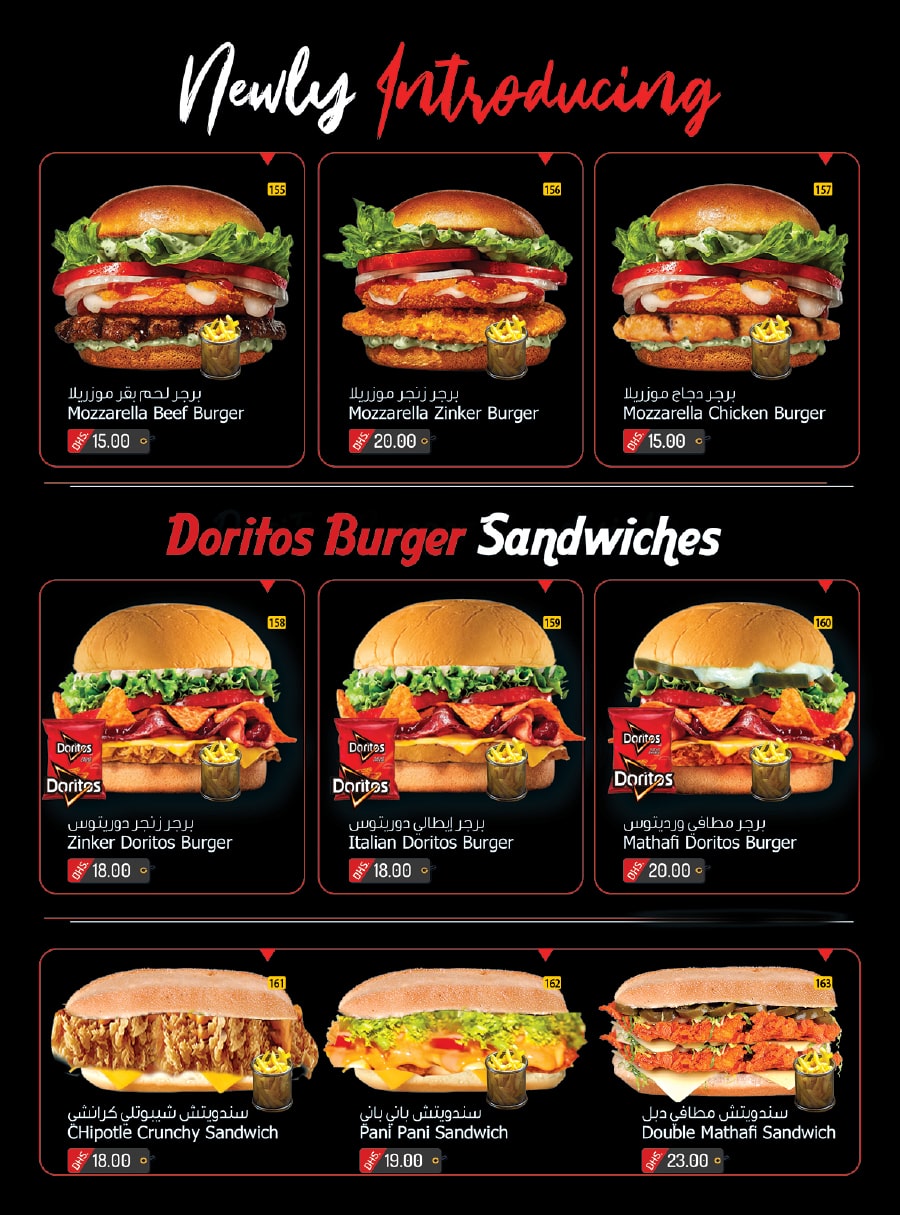 Newly Introducing
155
برجر لحم بقر موزريلا
Mozzarella Beef Burger
DHS. 15.00
156
برجر زنجر موزريلا
Mozzarella Zinker Burger
DHS. 20.00
157
برجر دجاج موزريلا
Mozzarella Chicken Burger
DHS. 15.00
Doritos Burger Sandwiches
158
Doritos
Doritos
برجر زنجر دوريتوس
Zinker Doritos Burger
DHS. 18.00
159
Doritos
Doritos
برجر إيطالي دوريتوس
Italian Doritos Burger
DHS. 18.00
160
Doritos
Doritos
برجر مطافي ورديتوس
Mathafi Doritos Burger
DHS. 20.00
161
سندويتش شيبوتلي كرانشي
CHipotle Crunchy Sandwich
DHS. 18.00
162
سندويتش باني باني
Pani Pani Sandwich
DHS. 19.00
163
سندويتش مطافي دبل
Double Mathafi Sandwich
DHS. 23.00